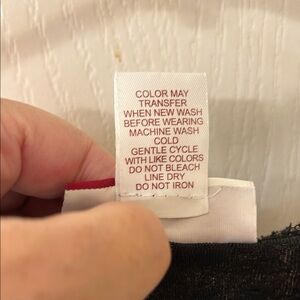 COLOR MAY
TRANSFER
WHEN NEW WASH
BEFORE WEARING
MACHINE WASH
COLD
GENTLE CYCLE
WITH LIKE COLORS
DO NOT BLEACH
LINE DRY
DO NOT IRON